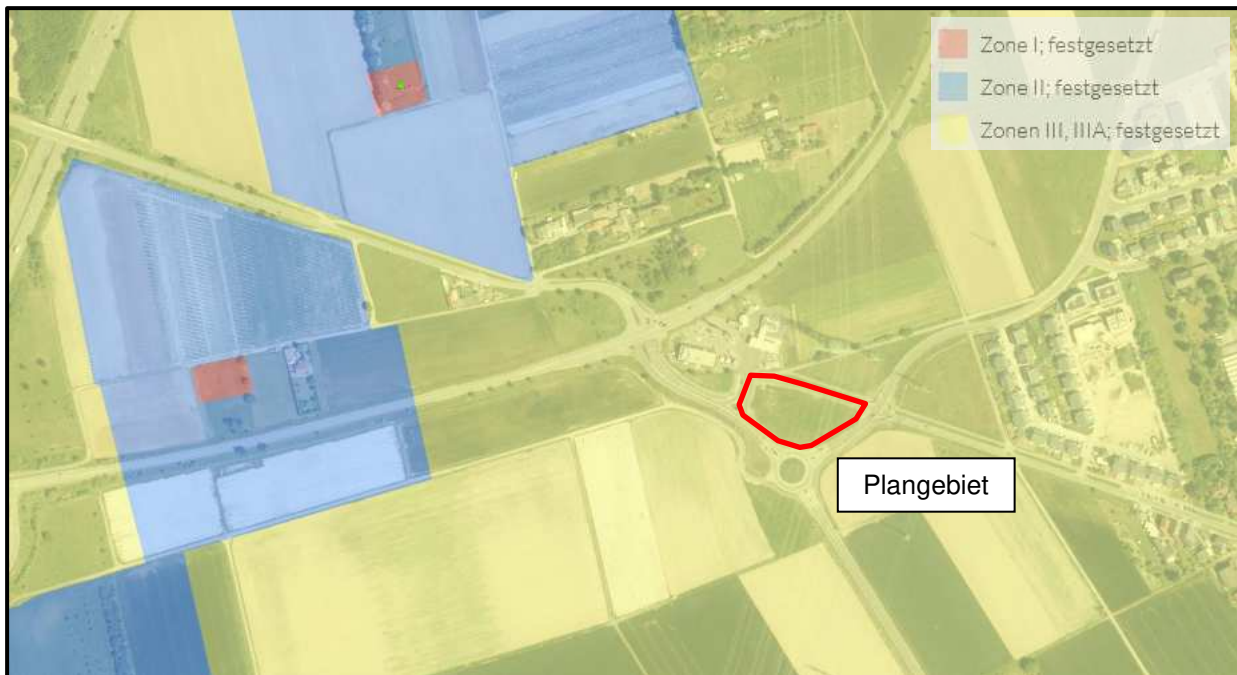 Zone I; festgesetzt
Zone II; festgesetzt
Zonen III, IIIA; festgesetzt
Plangebiet